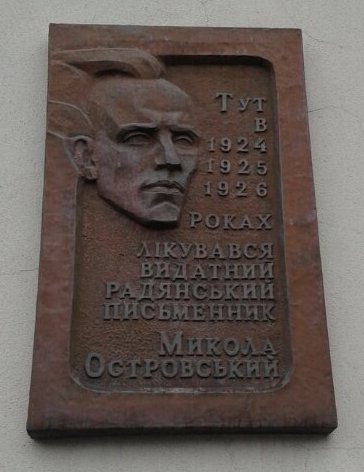 Тут
в
1924
1925
1926
роках
лікувався
видатний
радянський
письменник
Микола
Островський